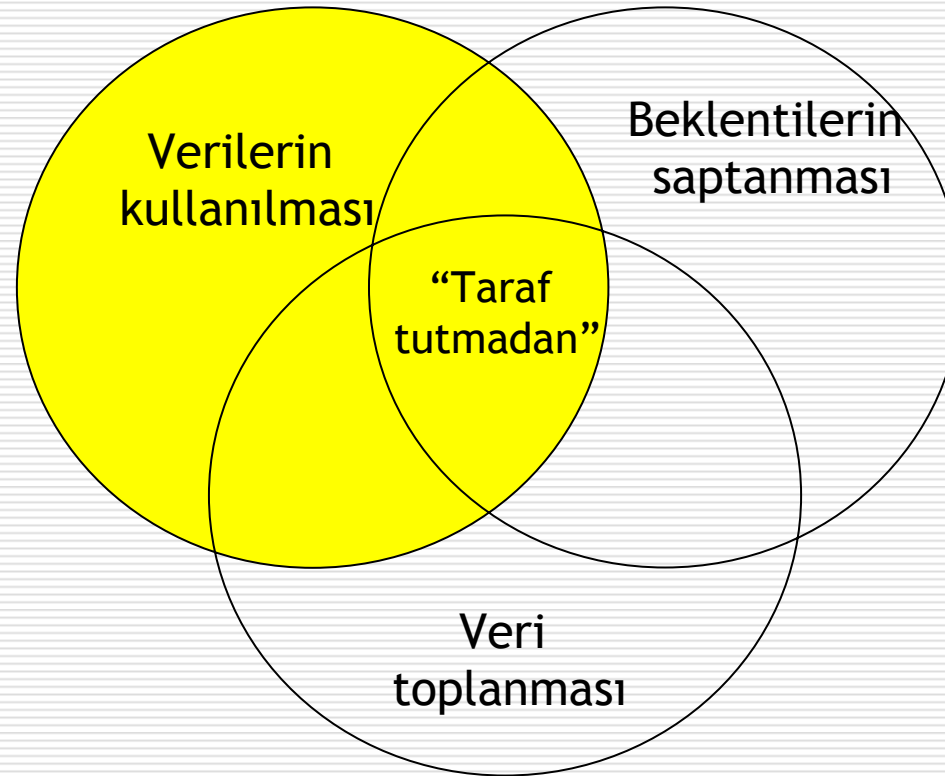 Verilerin
kullanılması
Beklentilerin
saptanması
“Taraf
tutmadan”
Veri
toplanması